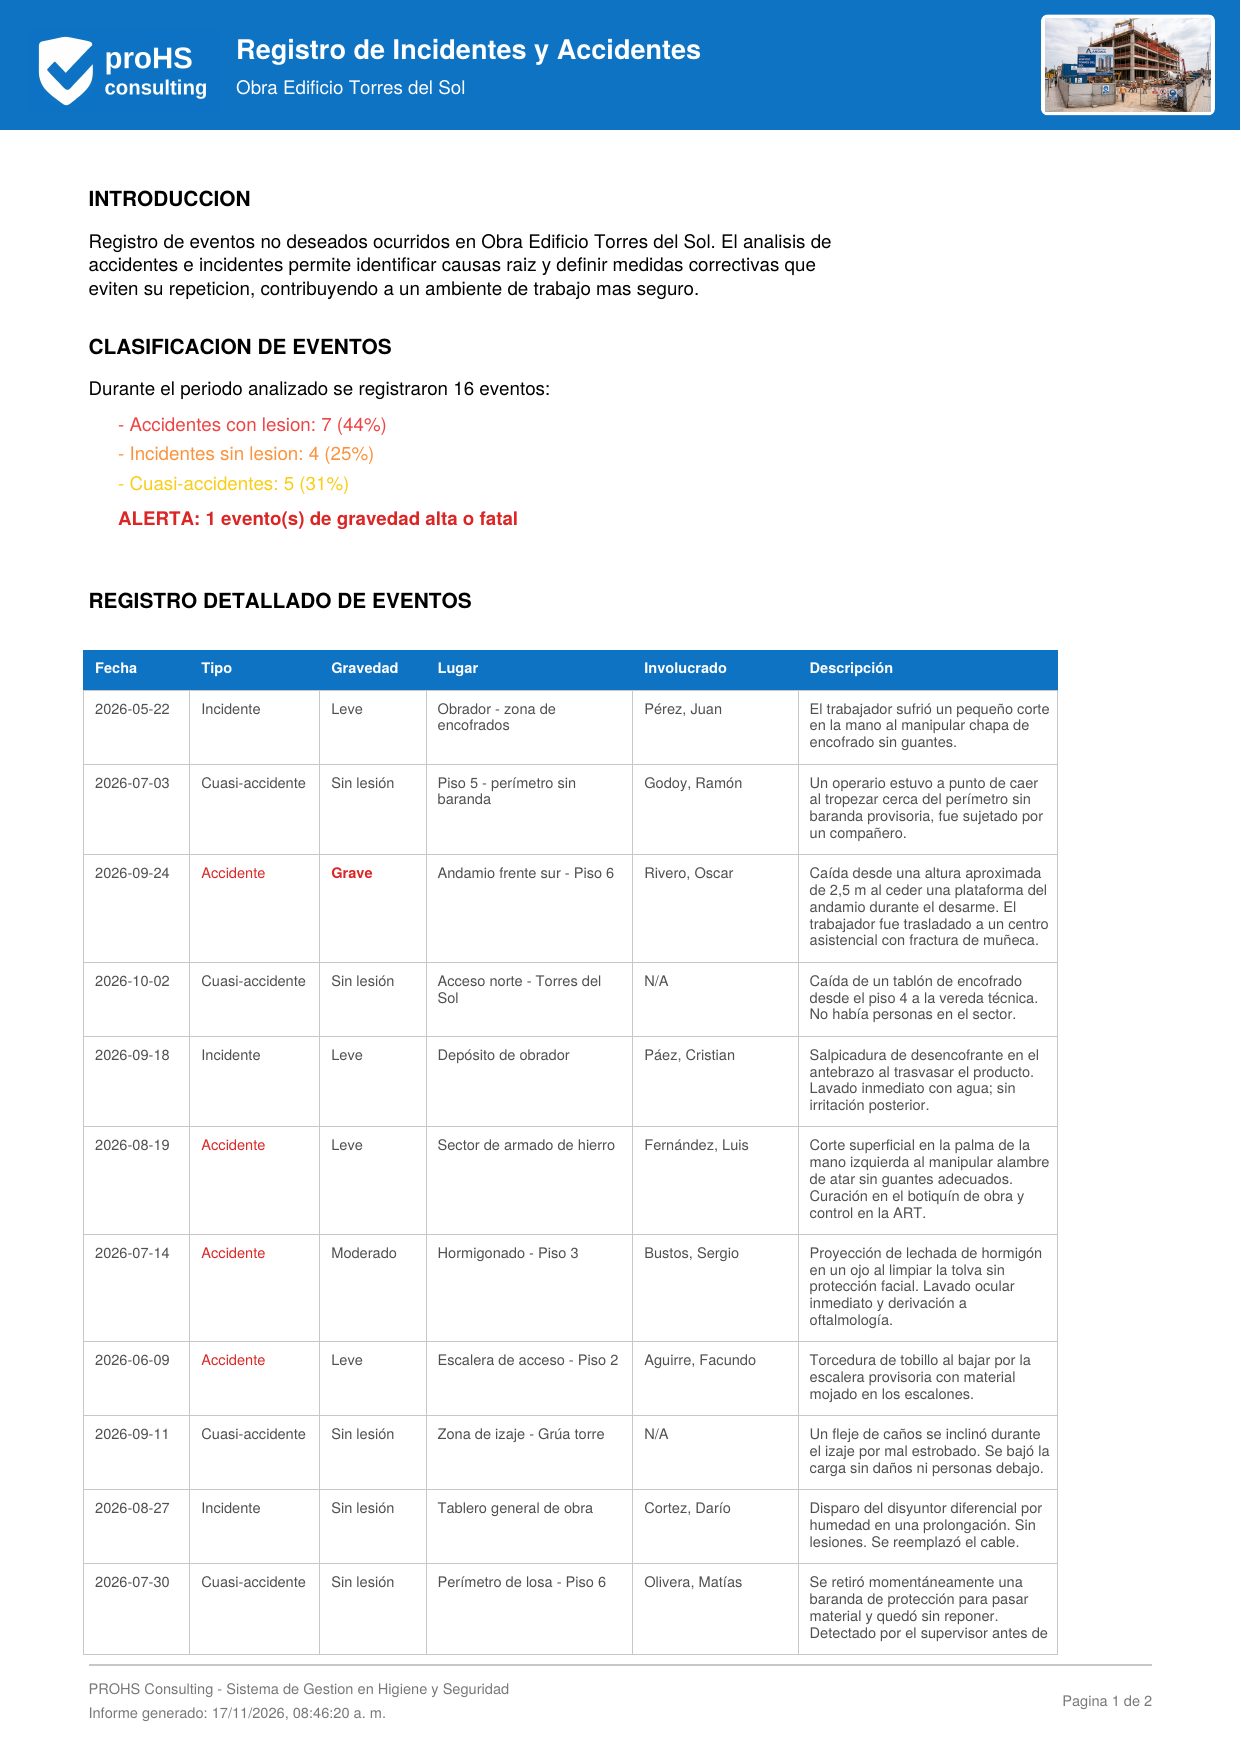 proHS
consulting
Registro de Incidentes y Accidentes
Obra Edificio Torres del Sol
INTRODUCCION
Registro de eventos no deseados ocurridos en Obra Edificio Torres del Sol. El analisis de
accidentes e incidentes permite identificar causas raiz y definir medidas correctivas que
eviten su repeticion, contribuyendo a un ambiente de trabajo mas seguro.
CLASIFICACION DE EVENTOS
Durante el periodo analizado se registraron 16 eventos:
- Accidentes con lesion: 7 (44%)
- Incidentes sin lesion: 4 (25%)
- Cuasi-accidentes: 5 (31%)
ALERTA: 1 evento(s) de gravedad alta o fatal
REGISTRO DETALLADO DE EVENTOS
Fecha Tipo Gravedad Lugar Involucrado Descripción
2026-05-22 Incidente Leve Obrador - zona de Pérez, Juan El trabajador sufrió un pequeño corte
encofrados en la mano al manipular chapa de
encofrado sin guantes.
2026-07-03 Cuasi-accidente Sin lesión Piso 5 - perímetro sin Godoy, Ramón Un operario estuvo a punto de caer
baranda al tropezar cerca del perímetro sin
baranda provisoria, fue sujetado por
un compañero.
2026-09-24 Accidente Grave Andamio frente sur - Piso 6 Rivero, Oscar Caída desde una altura aproximada
de 2,5 m al ceder una plataforma del
andamio durante el desarme. El
trabajador fue trasladado a un centro
asistencial con fractura de muñeca.
2026-10-02 Cuasi-accidente Sin lesión Acceso norte - Torres del N/A Caída de un tablón de encofrado
Sol desde el piso 4 a la vereda técnica.
No había personas en el sector.
2026-09-18 Incidente Leve Depósito de obrador Páez, Cristian Salpicadura de desencofrante en el
antebrazo al trasvasar el producto.
Lavado inmediato con agua; sin
irritación posterior.
2026-08-19 Accidente Leve Sector de armado de hierro Fernández, Luis Corte superficial en la palma de la
mano izquierda al manipular alambre
de atar sin guantes adecuados.
Curación en el botiquín de obra y
control en la ART.
2026-07-14 Accidente Moderado Hormigonado - Piso 3 Bustos, Sergio Proyección de lechada de hormigón
en un ojo al limpiar la tolva sin
protección facial. Lavado ocular
inmediato y derivación a
oftalmología.
2026-06-09 Accidente Leve Escalera de acceso - Piso 2 Aguirre, Facundo Torcedura de tobillo al bajar por la
escalera provisoria con material
mojado en los escalones.
2026-09-11 Cuasi-accidente Sin lesión Zona de izaje - Grúa torre N/A Un fleje de caños se inclinó durante
el izaje por mal estrobado. Se bajó la
carga sin daños ni personas debajo.
2026-08-27 Incidente Sin lesión Tablero general de obra Cortez, Darío Disparo del disyuntor diferencial por
humedad en una prolongación. Sin
lesiones. Se reemplazó el cable.
2026-07-30 Cuasi-accidente Sin lesión Perímetro de losa - Piso 6 Olivera, Matías Se retiró momentáneamente una
baranda de protección para pasar
material y quedó sin reponer.
Detectado por el supervisor antes de
PROHS Consulting - Sistema de Gestion en Higiene y Seguridad
Informe generado: 17/11/2026, 08:46:20 a. m.
Pagina 1 de 2